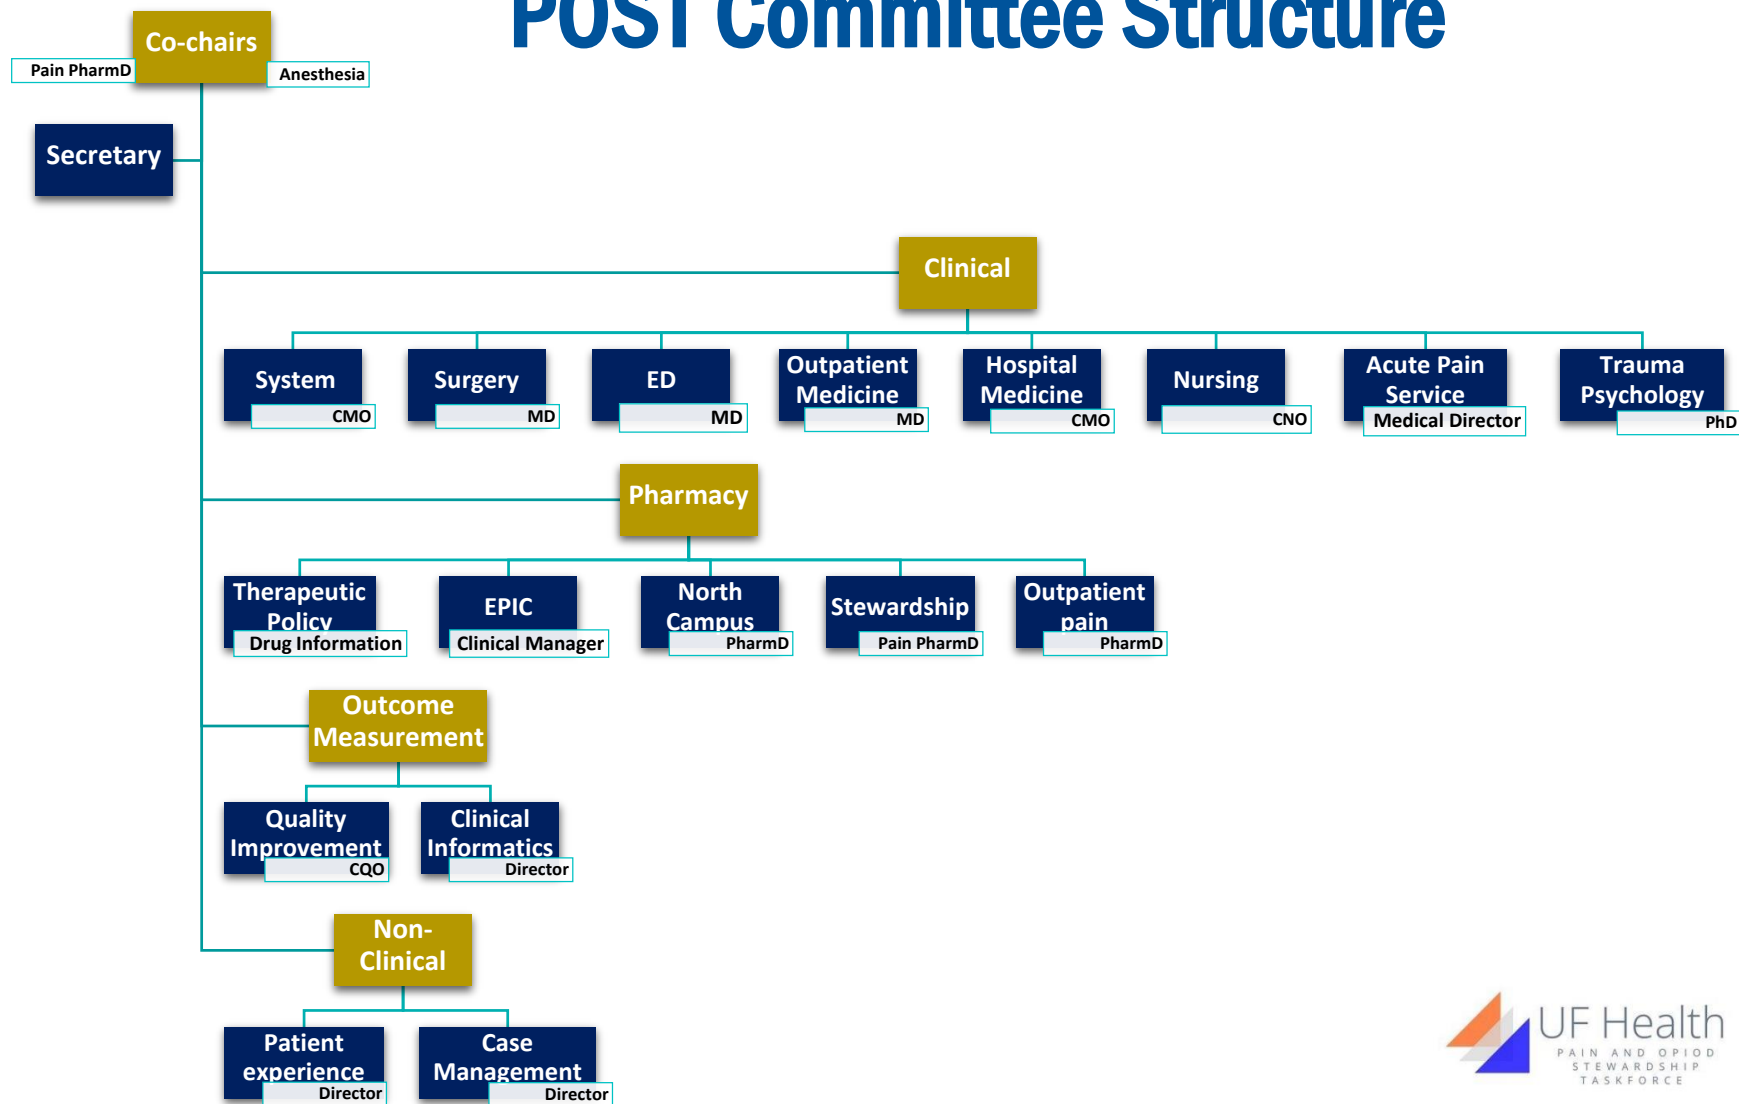 POST Committee Structure
Co-chairs
Pain PharmD
Anesthesia
Secretary
Clinical
System
CMO
Surgery
MD
ED
MD
Outpatient
Medicine
MD
Hospital
Medicine
CMO
Nursing
CNO
Acute Pain
Service
Medical Director
Trauma
Psychology
PhD
Pharmacy
Therapeutic
Policy
Drug Information
EPIC
Clinical Manager
North
Campus
PharmD
Stewardship
Pain PharmD
Outpatient
pain
PharmD
Outcome
Measurement
Quality
Improvement
CQO
Clinical
Informatics
Director
Non-
Clinical
Patient
experience
Director
Case
Management
Director
UF Health
PAIN AND OPIOD
STEWARDSHIP
TASKFORCE